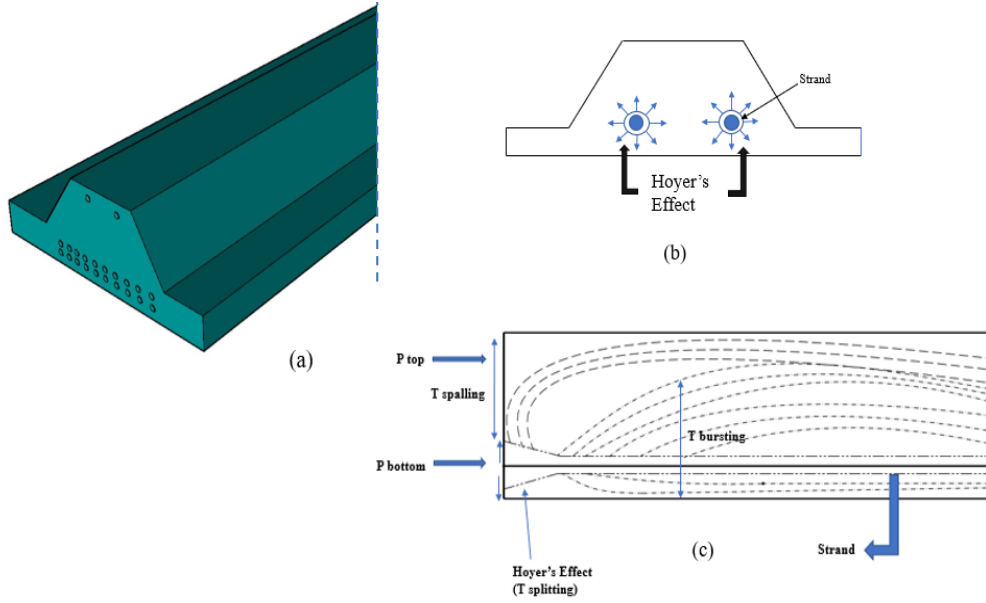 (a)
Strand
Hoyer's
Effect
(b)
P top
T spalling
T bursting
P bottom
Hoyer's Effect
(T splitting)
Strand
(c)